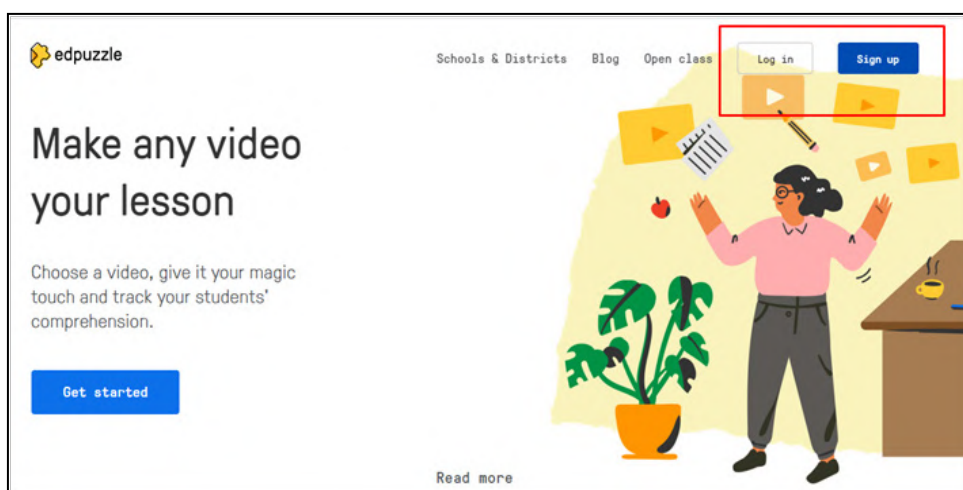 edpuzzle
Schools & Districts Blog Open class Log in Sign up
Make any video
your lesson
Choose a video, give it your magic
touch and track your students'
comprehension.
Get started
Read more